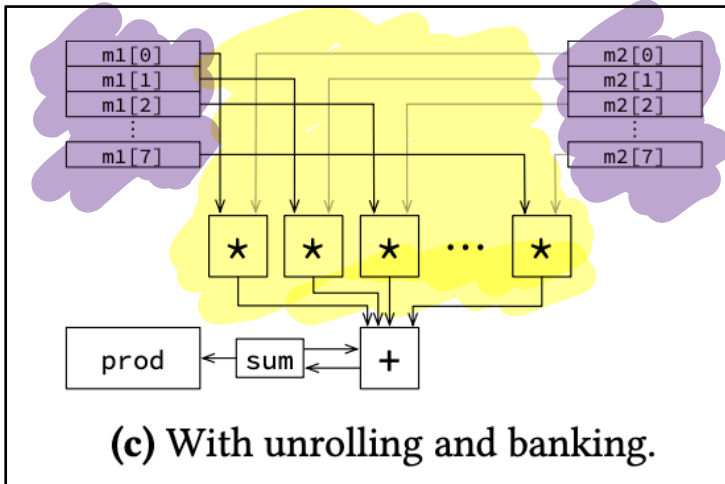 m1[0] m2[0]
m1[1] m2[1]
m1[2] m2[2]
⋮ ⋮
m1[7] m2[7]
* * * ... *
prod sum +
(c) With unrolling and banking.